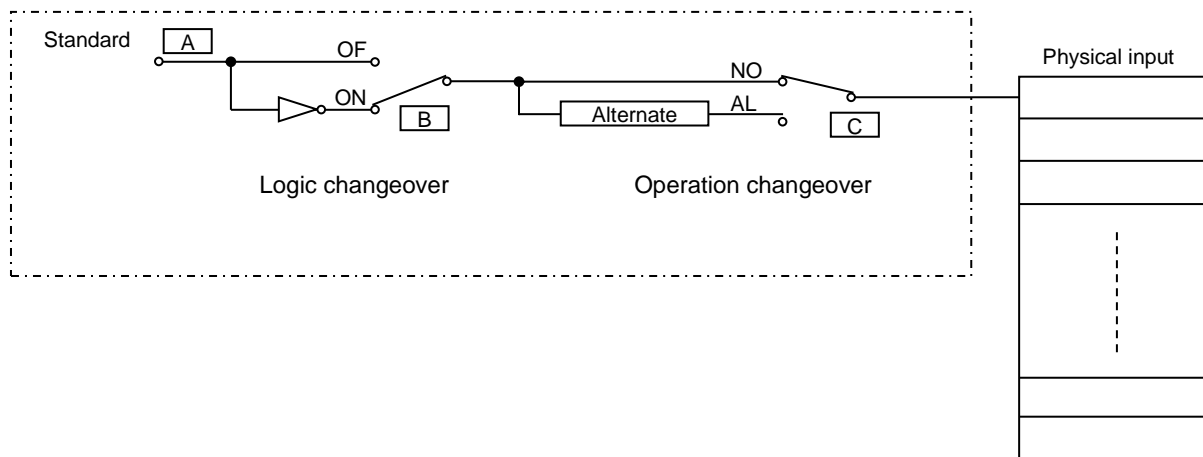 Standard
A
OF
ON
B
NO
AL
Alternate
C
Physical input
Logic changeover
Operation changeover